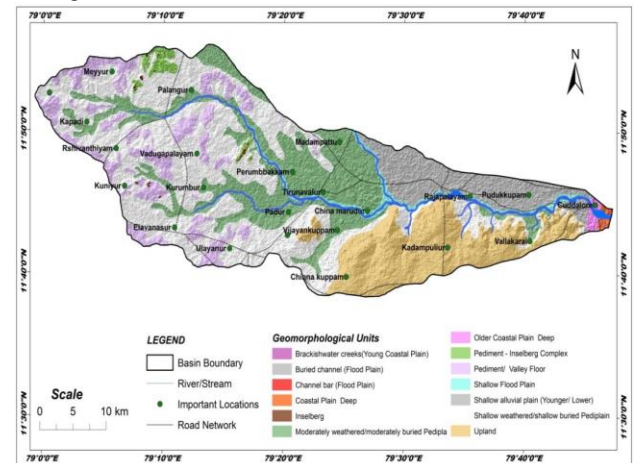 79°0'0"E 79°10'0"E 79°20'0"E 79°30'0"E 79°40'0"E
N
Meyyur
Palangur
Kapadi
Madampattu
Rshivanthiyam
Vadugapalayam
Perumbbakkam
Kuniyur
Kurumbur
Tirunavalur
Rajapalayam
Pudukkupam
Cuddalore
Padur
China marudur
Elavanasur
Vijayankuppam
Ulayanur
Kadampuliur
Vallakarai
Chinna kuppam
11°50'0"N
11°40'0"N
11°30'0"N
LEGEND
Basin Boundary
River/Stream
Important Locations
Road Network
Scale
0 5 10 km
Geomorphological Units
Brackishwater creeks(Young Coastal Plain)
Buried channel (Flood Plain)
Channel bar (Flood Plain)
Coastal Plain Deep
Inselberg
Moderately weathered/moderately buried Pedipla
Older Coastal Plain Deep
Pediment - Inselberg Complex
Pediment/ Valley Floor
Shallow Flood Plain
Shallow alluvial plain (Younger/ Lower)
Shallow weathered/shallow buried Pediplain
Upland
79°0'0"E 79°10'0"E 79°20'0"E 79°30'0"E 79°40'0"E